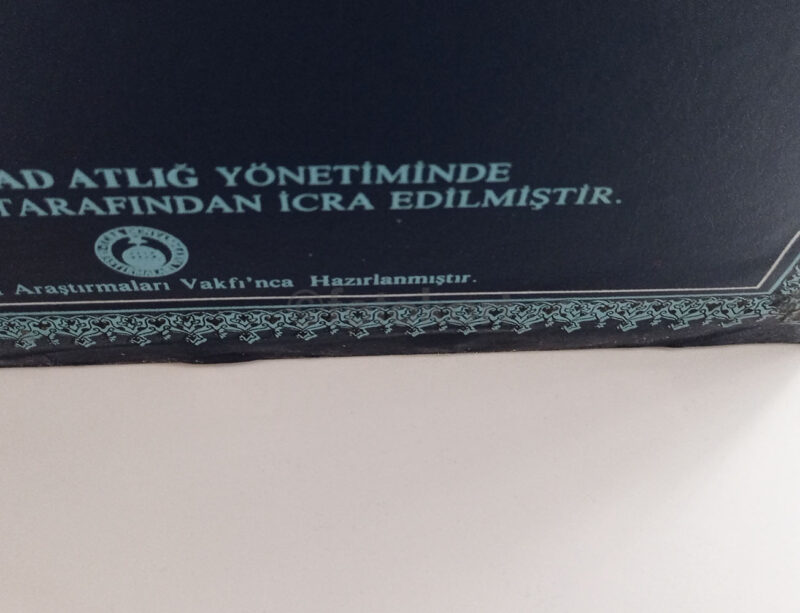 AD ATLIĞ YÖNETİMİNDE
TARAFINDAN İCRA EDİLMİŞTİR.
Araştırmaları Vakfı'nca Hazırlanmıştır.